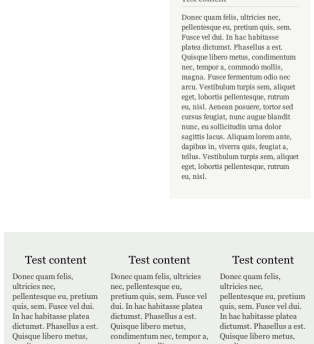 Test content
Donec quam felis, ultricies nec,
pellentesque eu, pretium quis, sem.
Fusce vel dui. In hac habitasse
platea dictumst. Phasellus a est.
Quisque libero metus, condimentum
nec, tempor a, commodo mollis,
magna. Fusce fermentum odio nec
arcu. Vestibulum turpis sem, aliquet
eget, lobortis pellentesque, rutrum
eu, nisl. Aenean posuere, tortor sed
cursus feugiat, nunc augue blandit
nunc, eu sollicitudin urna dolor
sagittis lacus. Aliquam lorem ante,
dapibus in, viverra quis, feugiat a,
tellus. Vestibulum turpis sem, aliquet
eget, lobortis pellentesque, rutrum
eu, nisl.
Test content
Donec quam felis,
ultricies nec,
pellentesque eu, pretium
quis, sem. Fusce vel dui.
In hac habitasse platea
dictumst. Phasellus a est.
Quisque libero metus,
Test content
Donec quam felis, ultricies
nec, pellentesque eu,
pretium quis, sem. Fusce vel
dui. In hac habitasse platea
dictumst. Phasellus a est.
Quisque libero metus,
condimentum nec, tempor a,
Test content
Donec quam felis,
ultricies nec,
pellentesque eu, pretium
quis, sem. Fusce vel dui.
In hac habitasse platea
dictumst. Phasellus a est.
Quisque libero metus,